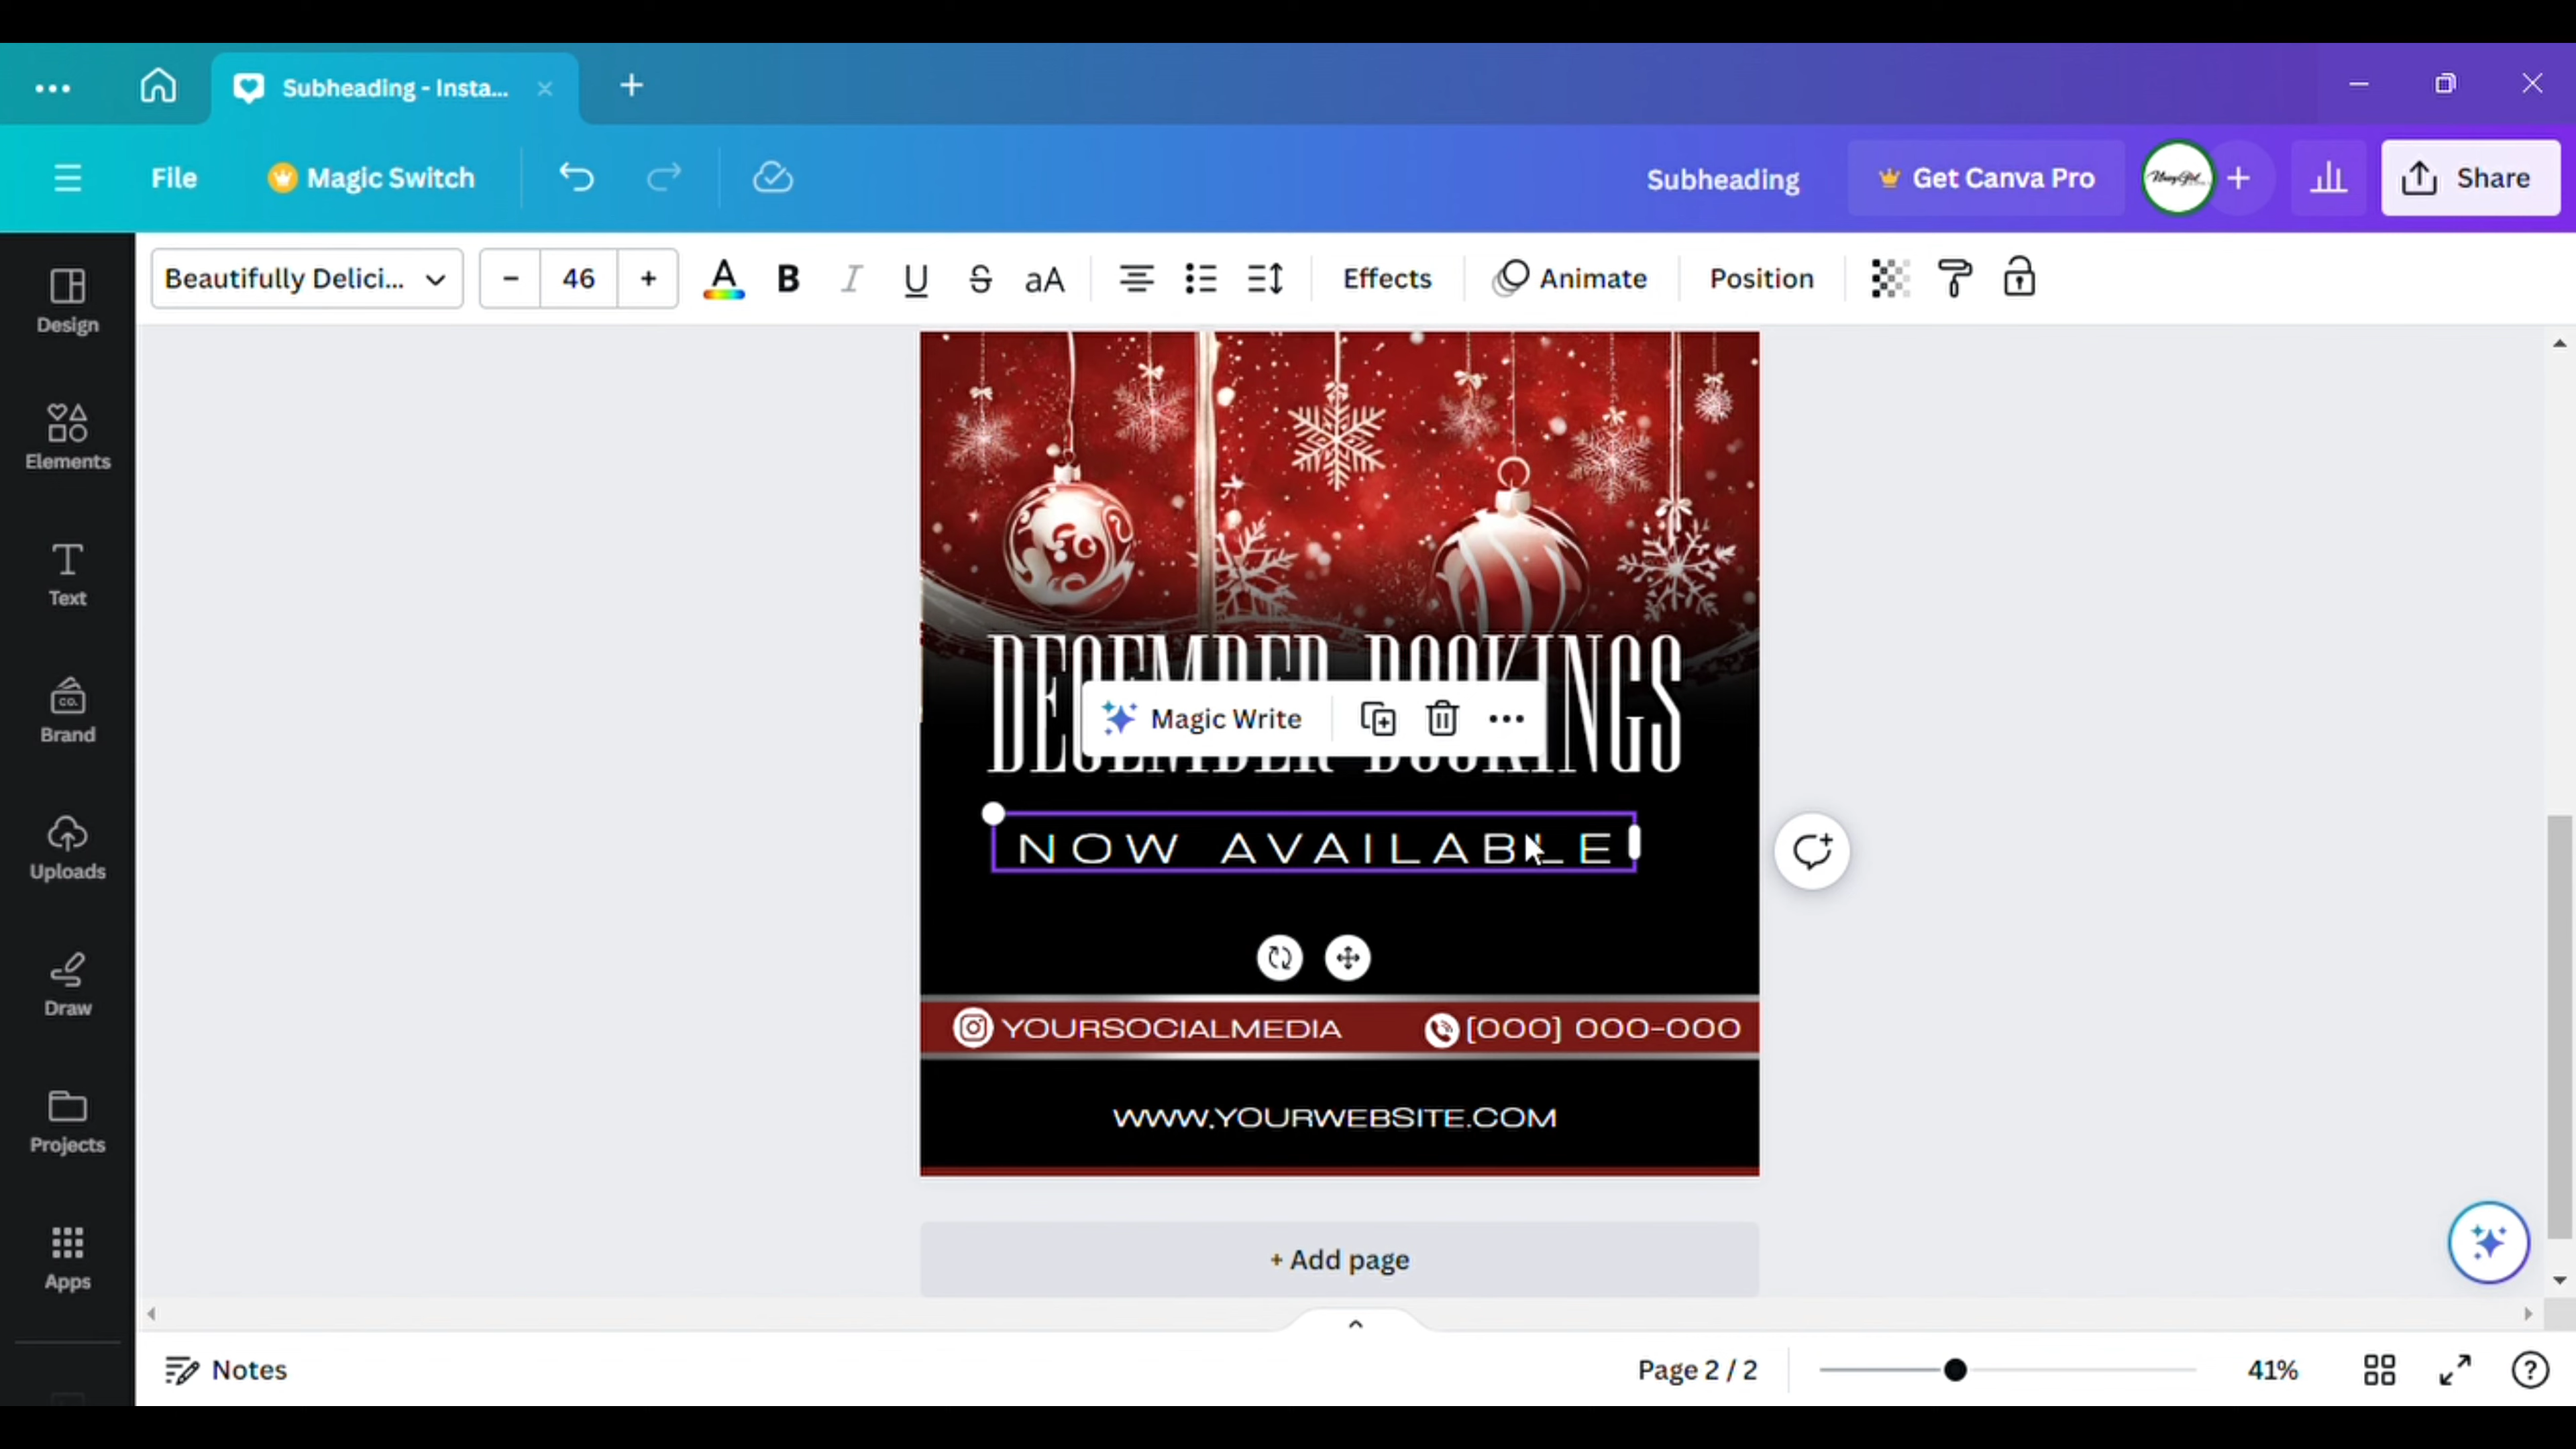 Subheading - Insta...
File
Magic Switch
Subheading
Get Canva Pro
Share
Beautifully Delici...
- 46 +
A B I U S aA
Effects
Animate
Position
Design
Elements
Text
CO.
Brand
Uploads
Draw
Projects
Apps
DECEMBER BOOKINGS
Magic Write
NOW AVAILABLE
YOURSOCIALMEDIA
[000] 000-000
WWW.YOURWEBSITE.COM
+ Add page
Notes
Page 2 / 2
41%